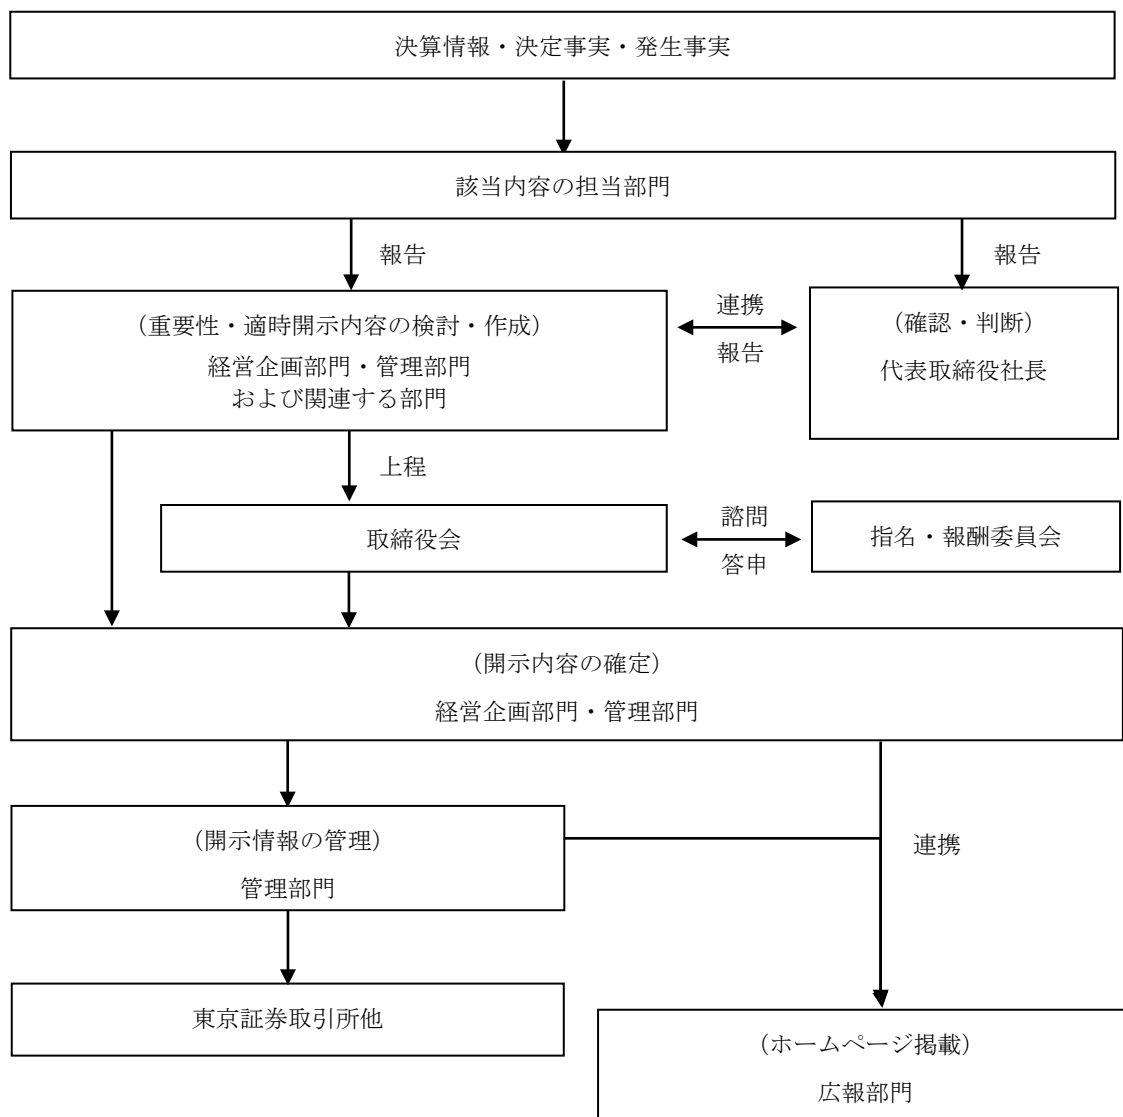 決算情報・決定事実・発生事実
該当内容の担当部門
報告
報告
（重要性・適時開示内容の検討・作成）
経営企画部門・管理部門
および関連する部門
連携
報告
（確認・判断）
代表取締役社長
上程
取締役会
諮問
答申
指名・報酬委員会
（開示内容の確定）
経営企画部門・管理部門
（開示情報の管理）
管理部門
連携
東京証券取引所他
（ホームページ掲載）
広報部門